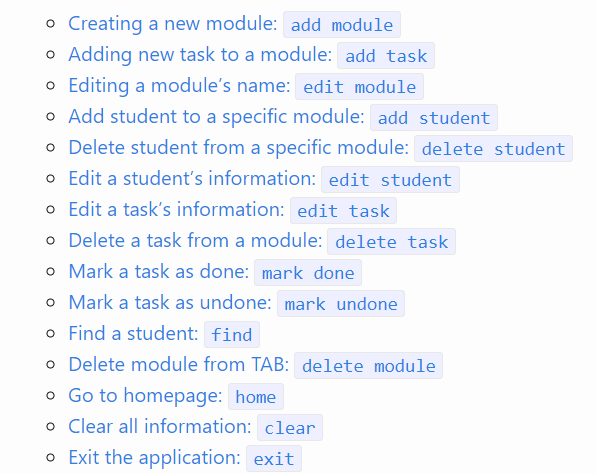 Creating a new module: add module
Adding new task to a module: add task
Editing a module’s name: edit module
Add student to a specific module: add student
Delete student from a specific module: delete student
Edit a student’s information: edit student
Edit a task’s information: edit task
Delete a task from a module: delete task
Mark a task as done: mark done
Mark a task as undone: mark undone
Find a student: find
Delete module from TAB: delete module
Go to homepage: home
Clear all information: clear
Exit the application: exit